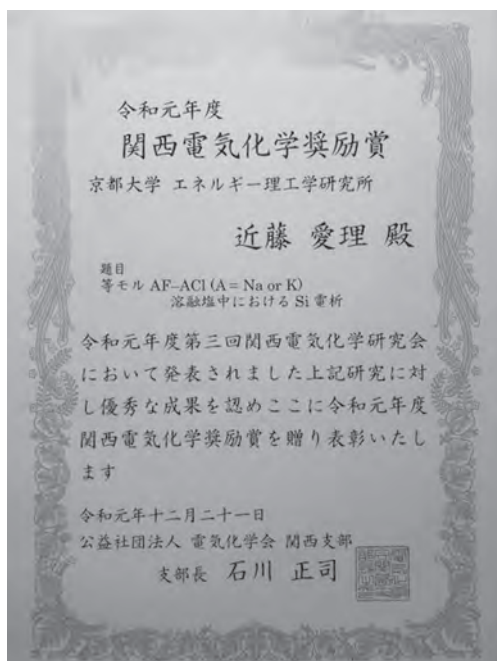 令和元年度
関西電気化学奨励賞
京都大学 エネルギー理工学研究所
近藤 愛理 殿
題目
等モル AF–ACl (A = Na or K)
溶融塩中における Si 電析
令和元年度第三回関西電気化学研究会
において発表されました上記研究に対
し優秀な成果を認めここに令和元年度
関西電気化学奨励賞を贈り表彰いたし
ます
令和元年十二月二十一日
公益社団法人 電気化学会 関西支部
支部長 石川 正司